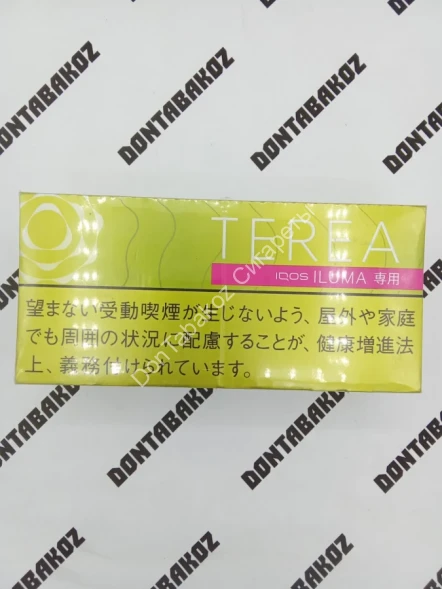 DONTABAKOZ
DONTABAKOZ
DONTABAKOZ
TEREA
IQOS ILUMA 専用
DonTabakoz Сигареты
望まない受動喫煙が生じないよう、屋外や家庭
でも周囲の状況に配慮することが、健康増進法
上、義務付けられています。
DONTABAKOZ
DONTABAKOZ
DONTABAKOZ
DONTABAKOZ